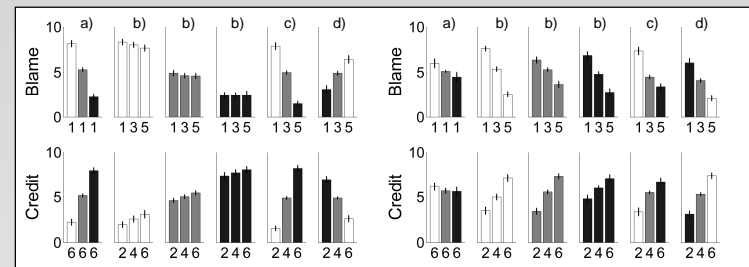 a) b) b) b) c) d) a) b) b) b) c) d)
10 10
Blame 5 5 Blame
0 0
1 1 1 1 3 5 1 3 5 1 3 5 1 3 5 1 3 5 1 1 1 1 3 5 1 3 5 1 3 5 1 3 5 1 3 5
10 10
Credit 5 5 Credit
0 0
6 6 6 2 4 6 2 4 6 2 4 6 2 4 6 2 4 6 6 6 6 2 4 6 2 4 6 2 4 6 2 4 6 2 4 6